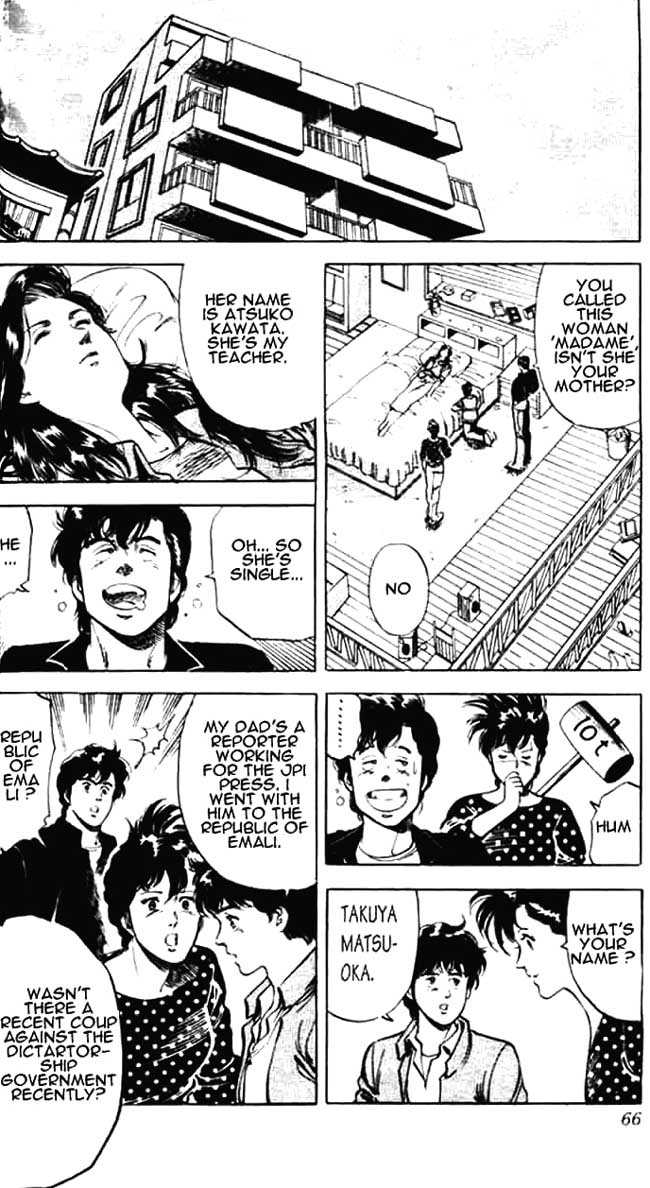 YOU
CALLED
THIS
WOMAN
'MADAME',
ISN'T SHE
YOUR
MOTHER?
NO
HER NAME
IS ATSUKO
KAWATA.
SHE'S MY
TEACHER.
OH... SO
SHE'S
SINGLE...
HE
...
10t
HUM
......
WHAT'S
YOUR
NAME ?
TAKUYA
MATSU-
OKA.
MY DAD'S A
REPORTER
WORKING
FOR THE JPI
PRESS. I
WENT WITH
HIM TO THE
REPUBLIC OF
EMALI.
REPU
BLIC
OF
EMA
LI ?
WASN'T
THERE A
RECENT COUP
AGAINST THE
DICTARTOR-
SHIP
GOVERNMENT
RECENTLY?
66